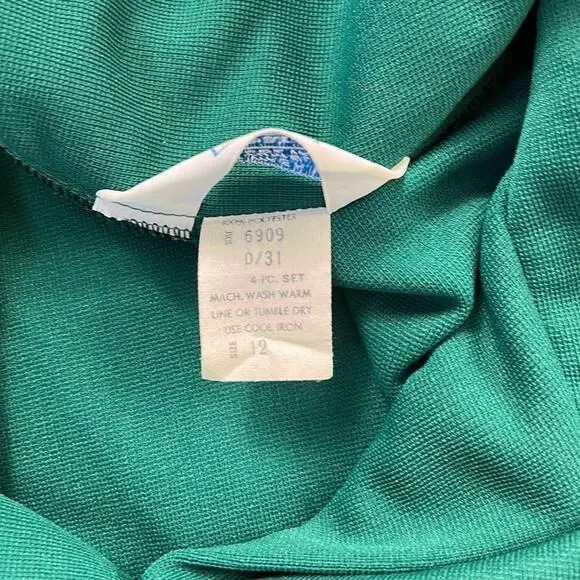 100% POLYESTER
STYLE 6909
D/31
4 PC. SET
MACH. WASH WARM
LINE OR TUMBLE DRY
USE COOL IRON
SIZE 12